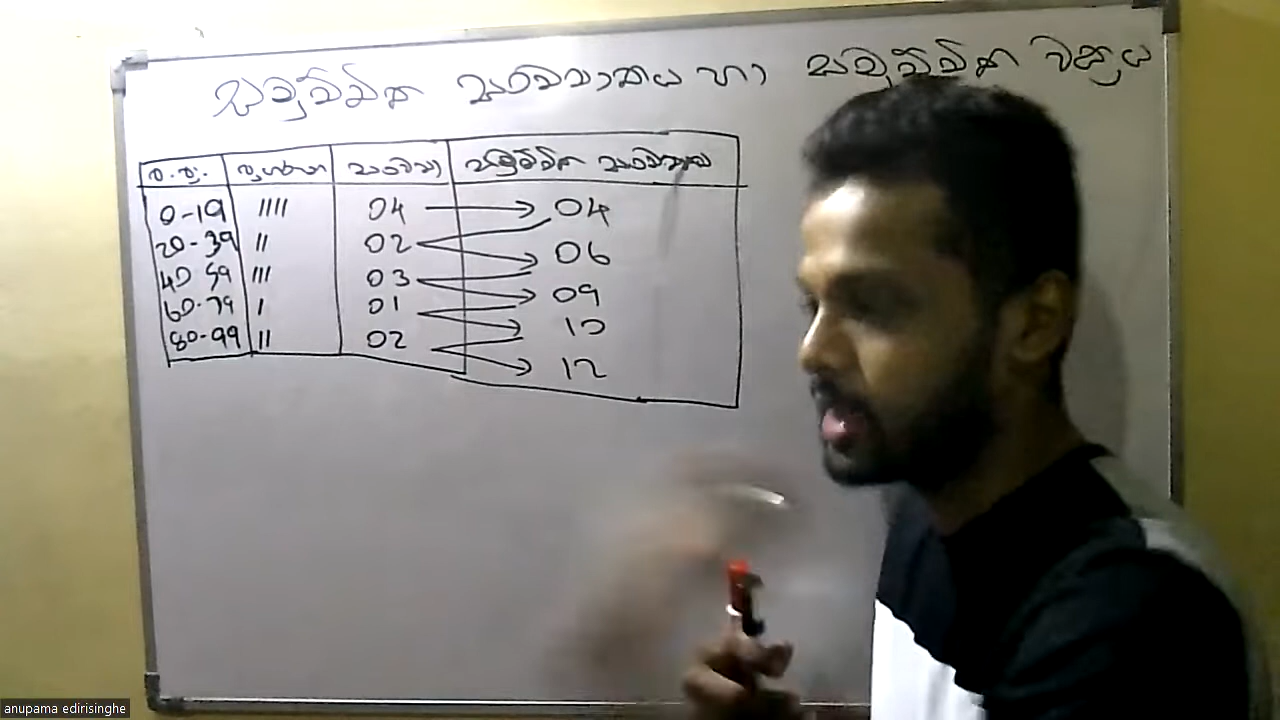 සමුච්චිත සංඛ්‍යාතය හා සමුච්චිත වක්‍රය
ප.ප්‍ර. ප්‍රගණන සංඛ්‍යා සමුච්චිත සංඛ්‍යාතය
0-19 |||| 04 → 04
20-39 || 02 06
40 59 ||| 03 09
60-79 | 01 10
80-99 || 02 12
anupama edirisinghe